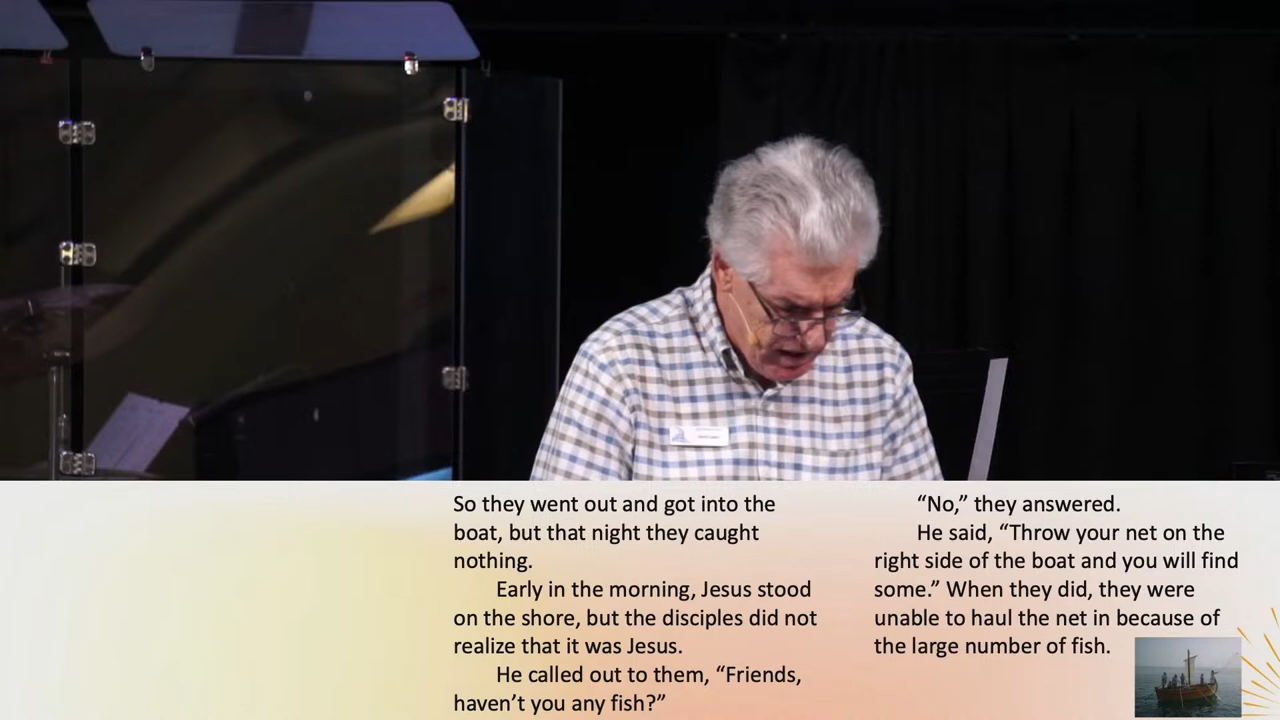 So they went out and got into the
boat, but that night they caught
nothing.
Early in the morning, Jesus stood
on the shore, but the disciples did not
realize that it was Jesus.
He called out to them, “Friends,
haven’t you any fish?”
“No,” they answered.
He said, “Throw your net on the
right side of the boat and you will find
some.” When they did, they were
unable to haul the net in because of
the large number of fish.